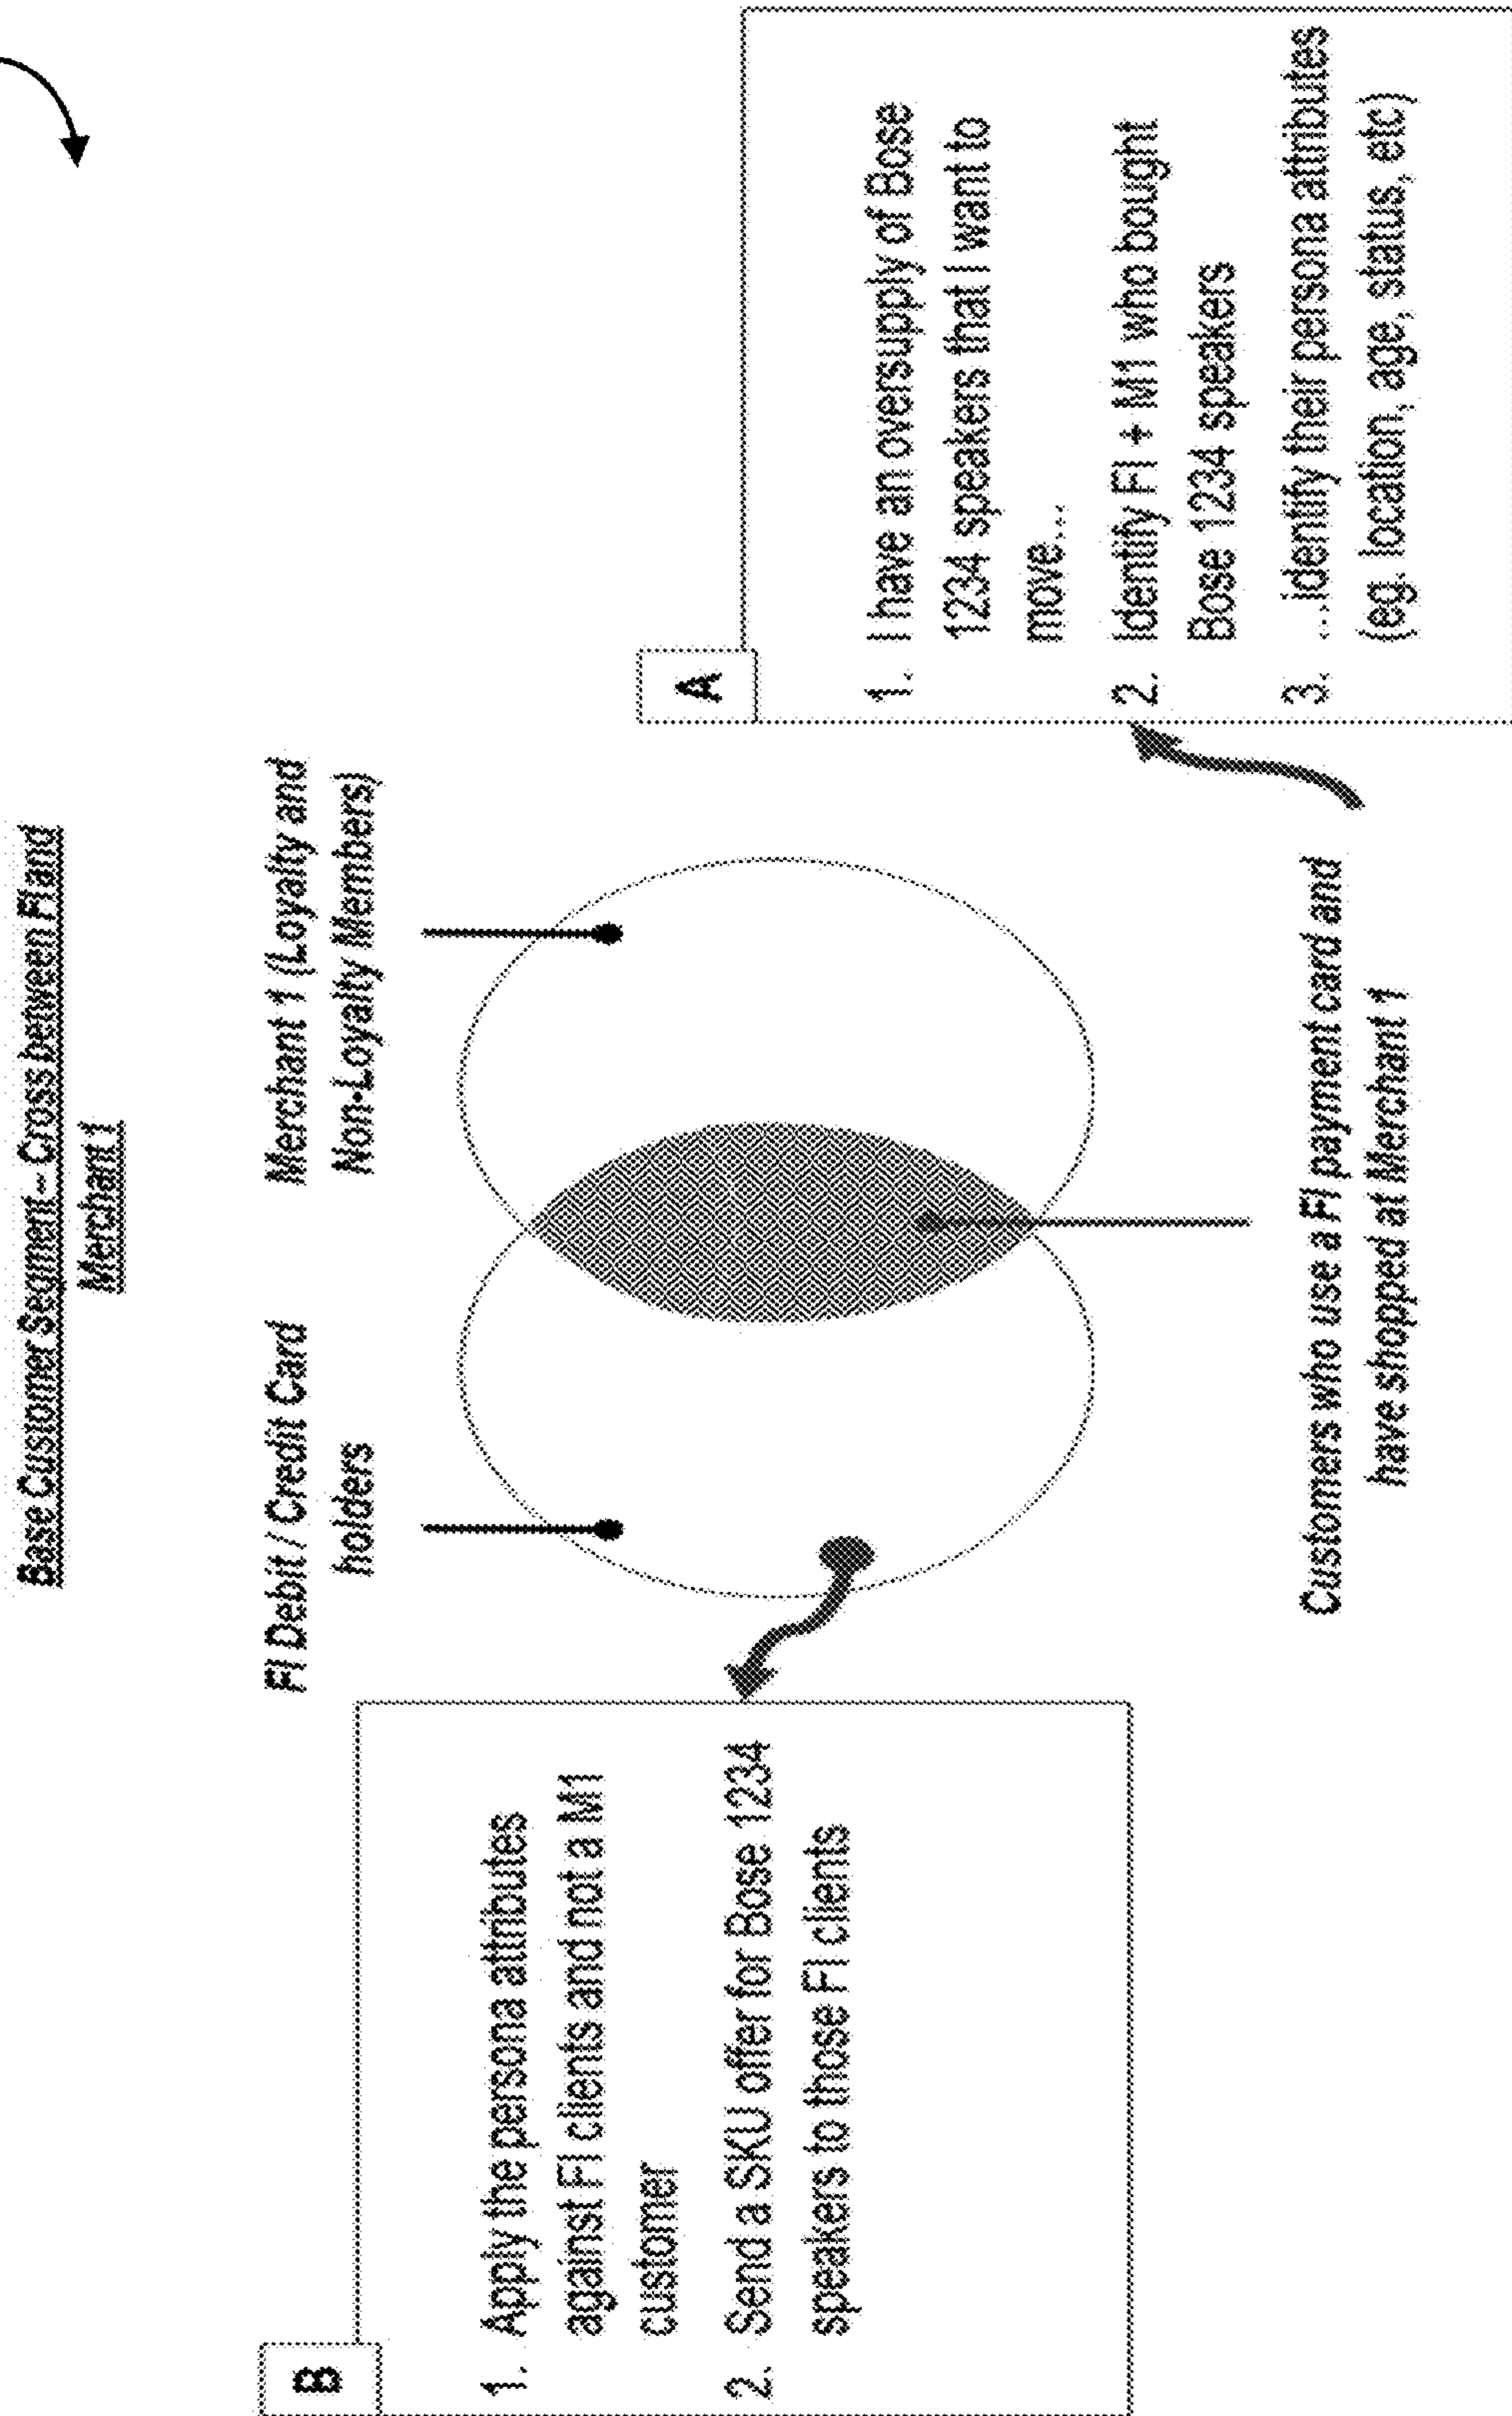 Base Customer Segment – Cross between FI and
Merchant 1
FI Debit / Credit Card
holders
Merchant 1 (Loyalty and
Non-Loyalty Members)
B
1. Apply the persona attributes
against FI clients and not a M1
customer
2. Send a SKU offer for Bose 1234
speakers to those FI clients
A
1. I have an oversupply of Bose
1234 speakers that I want to
move...
2. Identify FI + M1 who bought
Bose 1234 speakers
3. ...identify their persona attributes
(eg. location, age, status, etc)
Customers who use a FI payment card and
have shopped at Merchant 1